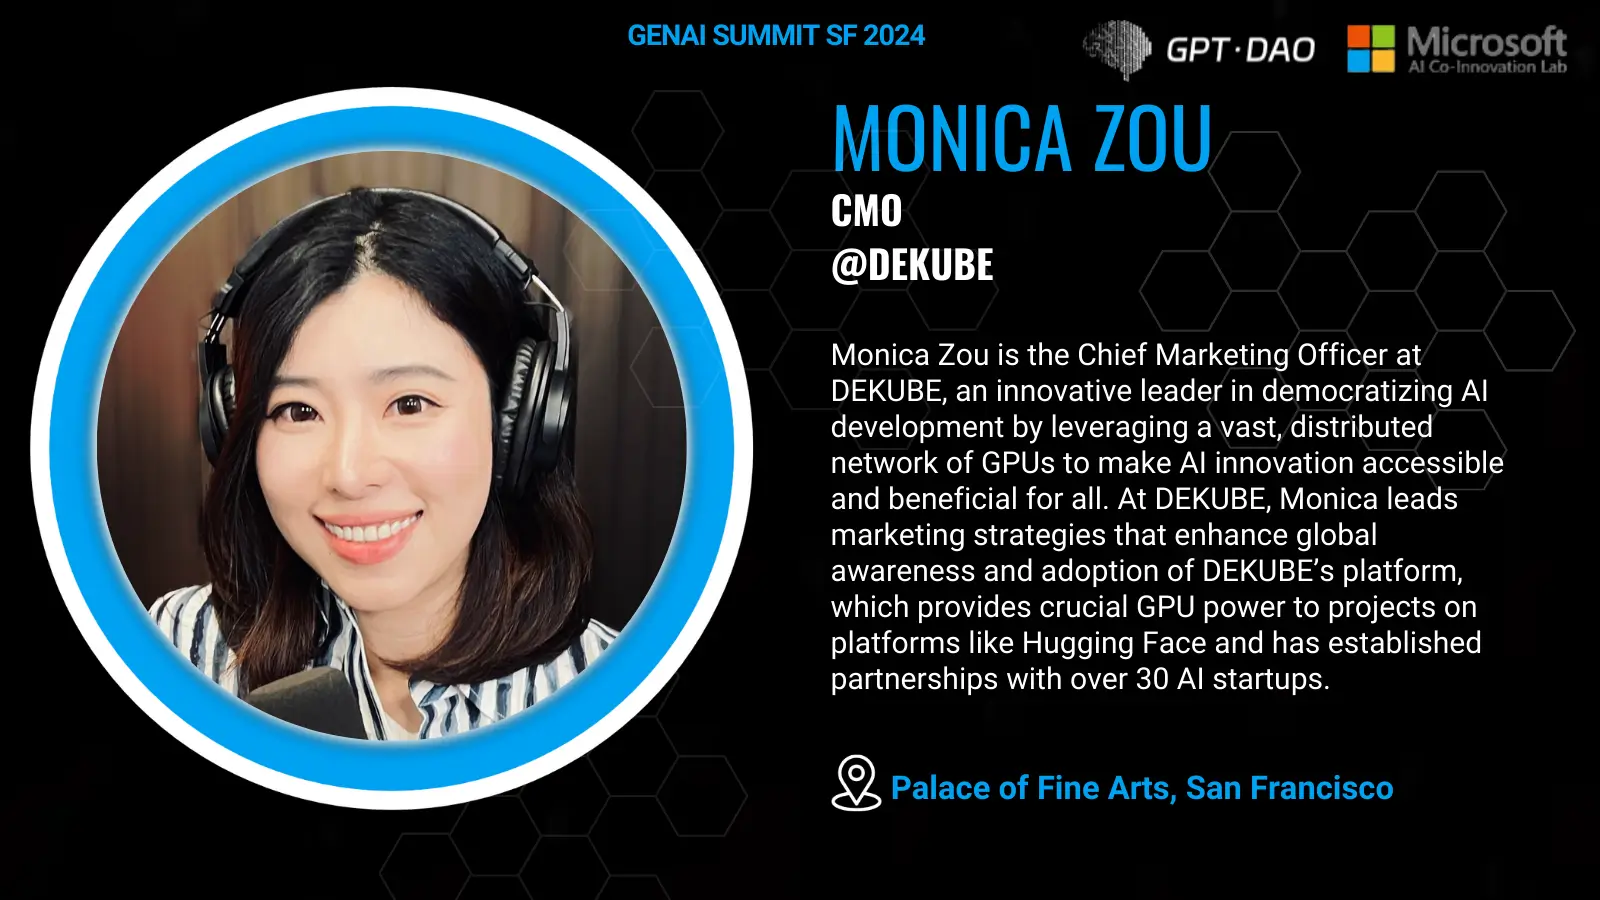 GENAI SUMMIT SF 2024
GPT·DAO
Microsoft
AI Co-Innovation Lab
MONICA ZOU
CMO
@DEKUBE
Monica Zou is the Chief Marketing Officer at
DEKUBE, an innovative leader in democratizing AI
development by leveraging a vast, distributed
network of GPUs to make AI innovation accessible
and beneficial for all. At DEKUBE, Monica leads
marketing strategies that enhance global
awareness and adoption of DEKUBE’s platform,
which provides crucial GPU power to projects on
platforms like Hugging Face and has established
partnerships with over 30 AI startups.
Palace of Fine Arts, San Francisco